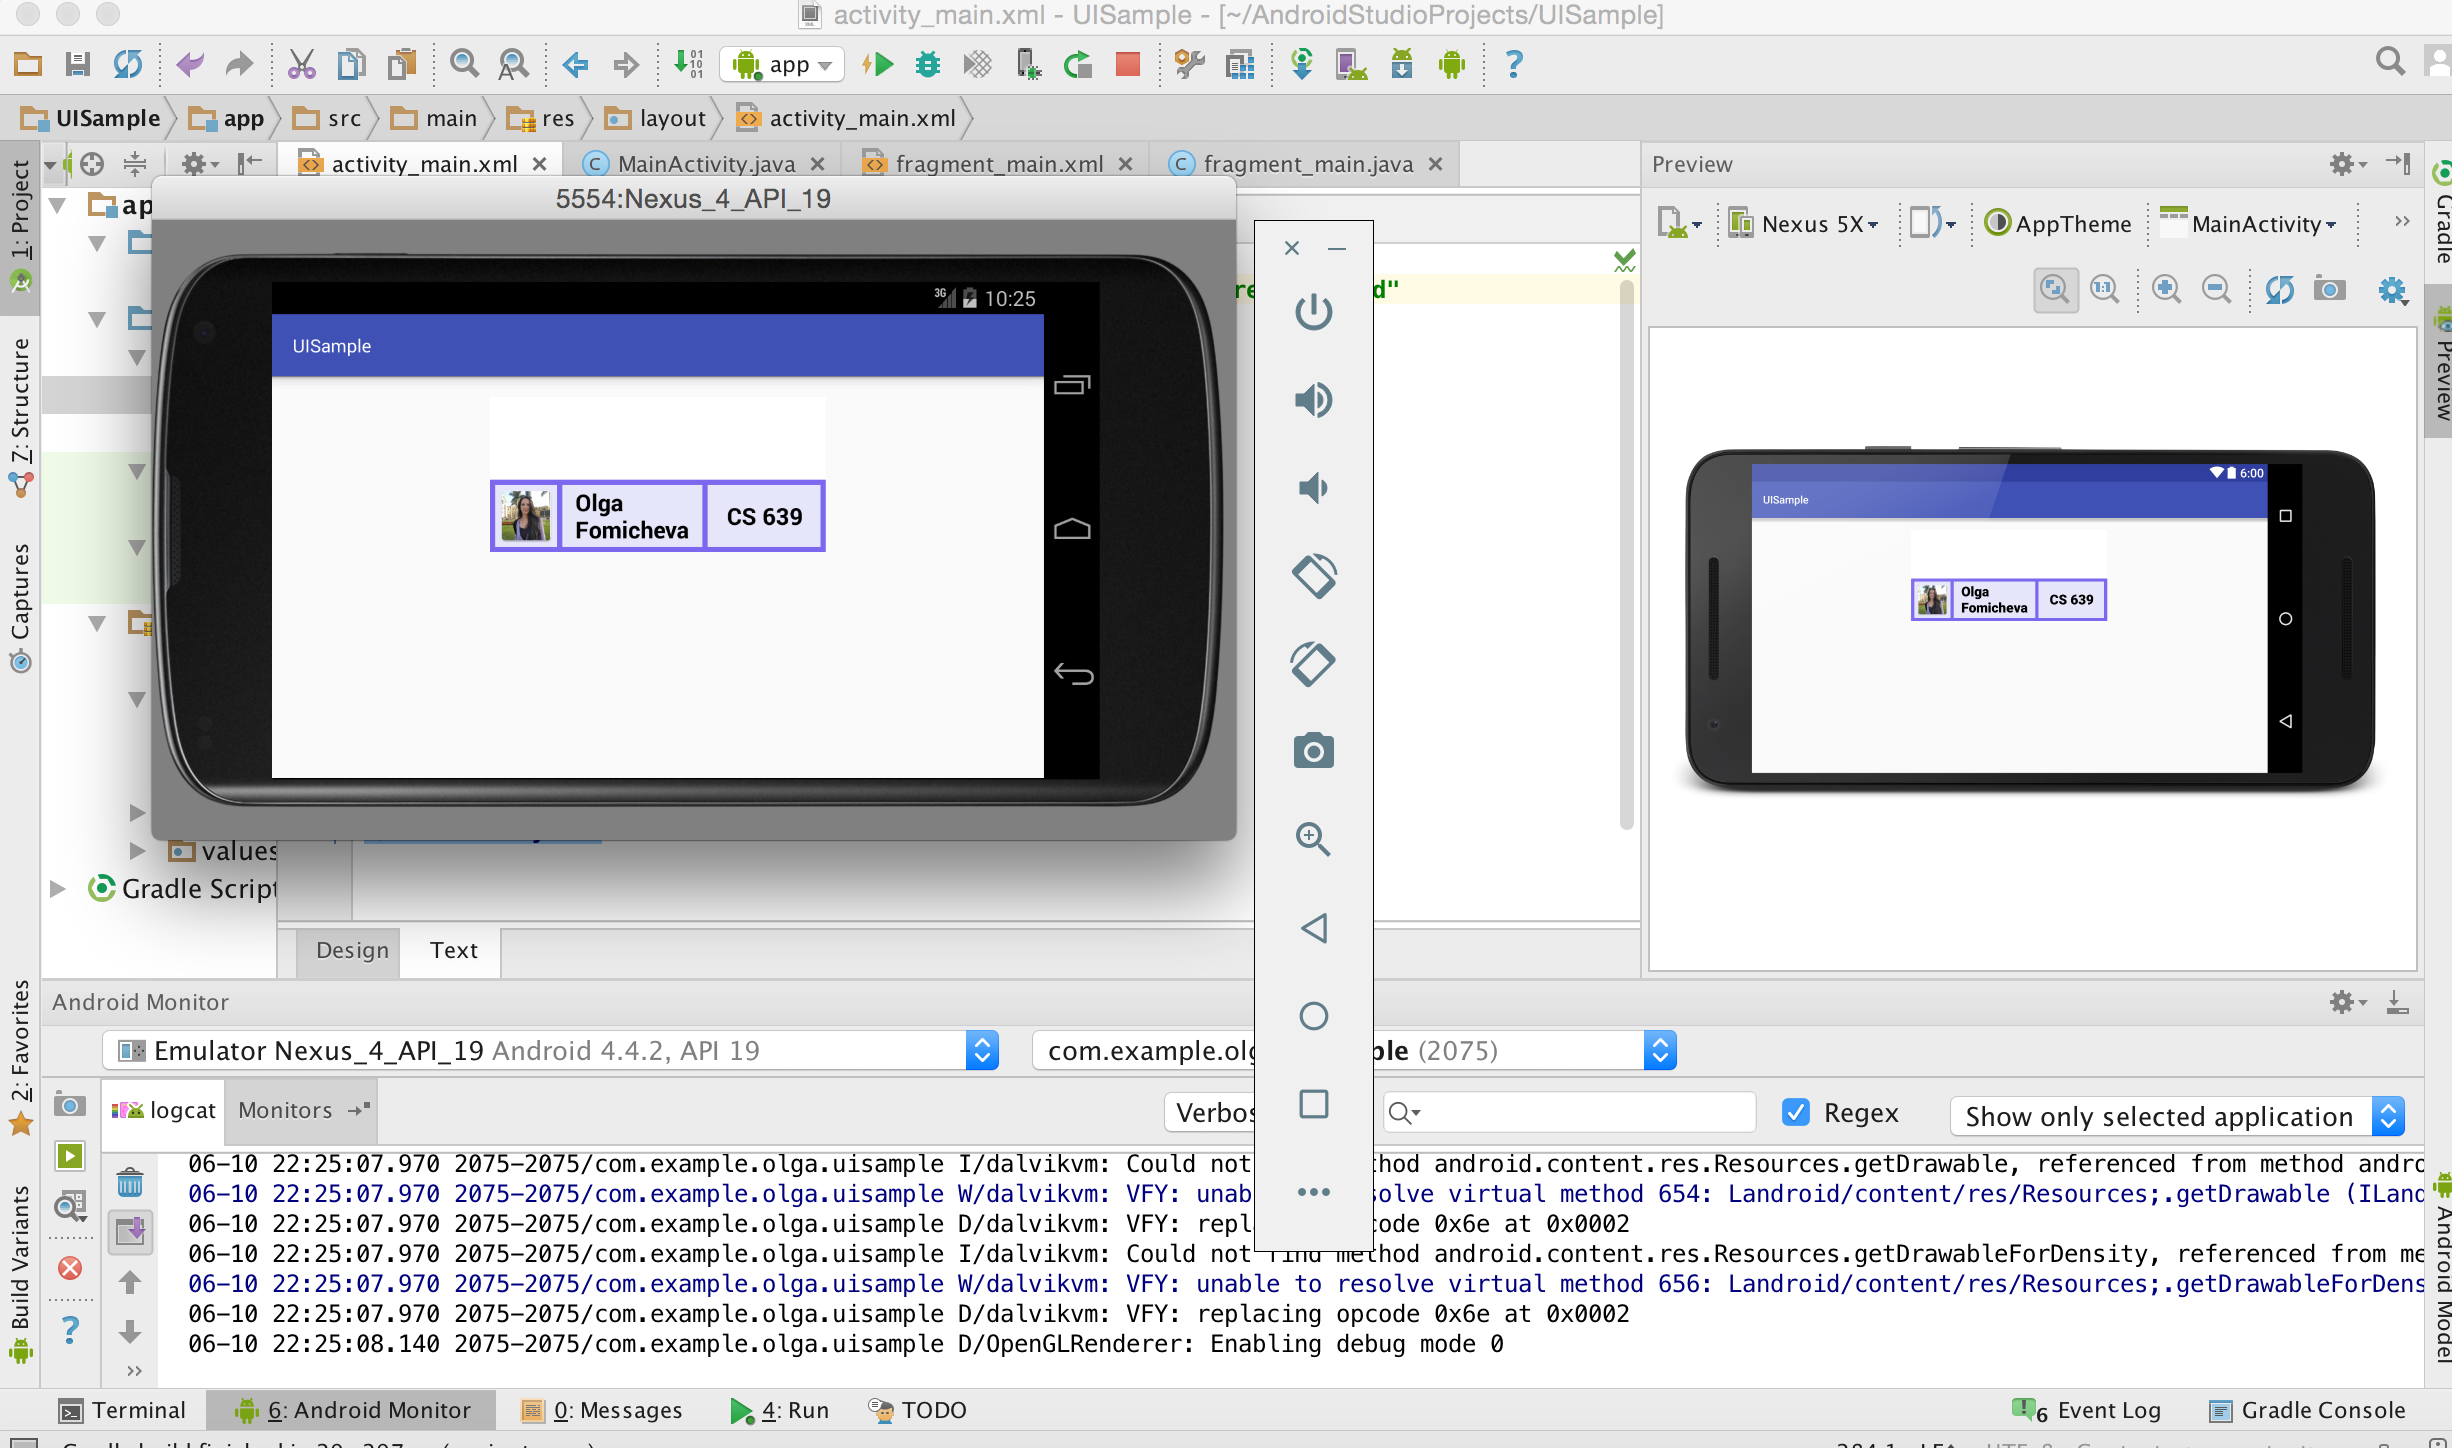 activity_main.xml - UISample - [~/AndroidStudioProjects/UISample]
app
UISample app src main res layout activity_main.xml
activity_main.xml MainActivity.java fragment_main.xml fragment_main.java
Preview
1: Project
7: Structure
Captures
2: Favorites
Build Variants
ap
values
Gradle Script
5554:Nexus_4_API_19
3G 10:25
UISample
Olga
Fomicheva
CS 639
re
d"
Nexus 5X AppTheme MainActivity
1:1
6:00
UISample
Olga
Fomicheva
CS 639
Gradle
Preview
Android Model
Design Text
Android Monitor
Emulator Nexus_4_API_19 Android 4.4.2, API 19
com.example.olg ble (2075)
logcat Monitors
Verbos
Regex
Show only selected application
06-10 22:25:07.970 2075-2075/com.example.olga.uisample I/dalvikvm: Could not thod android.content.res.Resources.getDrawable, referenced from method andro
06-10 22:25:07.970 2075-2075/com.example.olga.uisample W/dalvikvm: VFY: unab solve virtual method 654: Landroid/content/res/Resources;.getDrawable (ILand
06-10 22:25:07.970 2075-2075/com.example.olga.uisample D/dalvikvm: VFY: repl code 0x6e at 0x0002
06-10 22:25:07.970 2075-2075/com.example.olga.uisample I/dalvikvm: Could not find method android.content.res.Resources.getDrawableForDensity, referenced from me
06-10 22:25:07.970 2075-2075/com.example.olga.uisample W/dalvikvm: VFY: unable to resolve virtual method 656: Landroid/content/res/Resources;.getDrawableForDens
06-10 22:25:07.970 2075-2075/com.example.olga.uisample D/dalvikvm: VFY: replacing opcode 0x6e at 0x0002
06-10 22:25:08.140 2075-2075/com.example.olga.uisample D/OpenGLRenderer: Enabling debug mode 0
Terminal 6: Android Monitor 0: Messages 4: Run TODO
6 Event Log Gradle Console